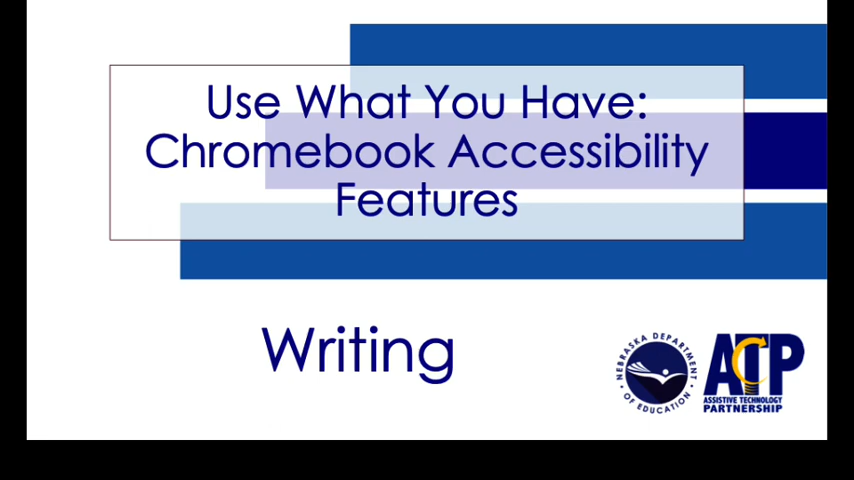 Use What You Have:
Chromebook Accessibility
Features
Writing
NEBRASKA DEPARTMENT
OF EDUCATION
ATP
ASSISTIVE TECHNOLOGY
PARTNERSHIP